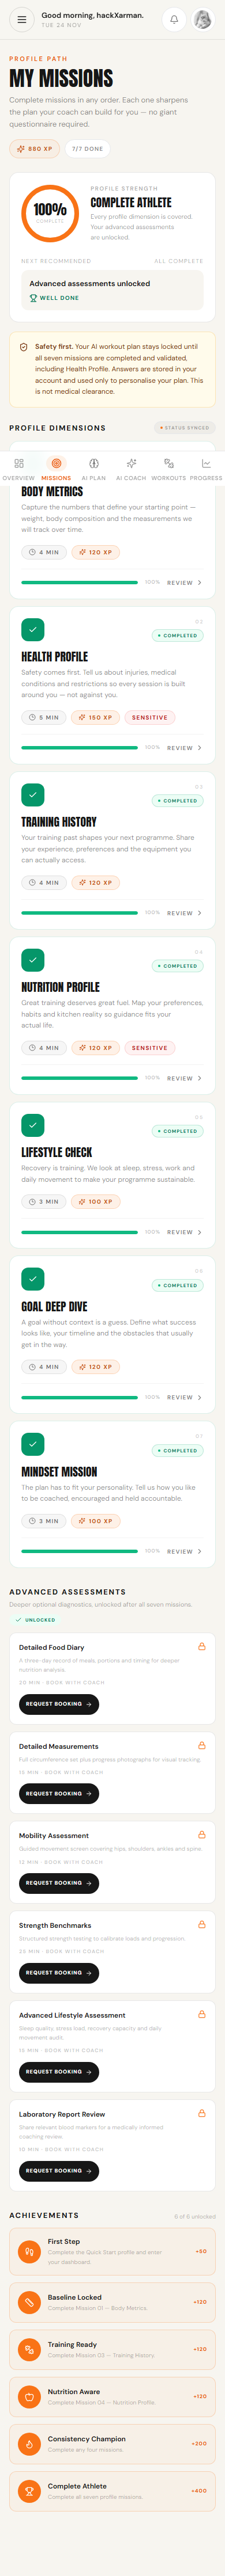 Good morning, hackXarman.
TUE 24 NOV
PROFILE PATH
MY MISSIONS
Complete missions in any order. Each one sharpens
the plan your coach can build for you — no giant
questionnaire required.
880 XP
7/7 DONE
100%
COMPLETE
PROFILE STRENGTH
COMPLETE ATHLETE
Every profile dimension is covered.
Your advanced assessments
are unlocked.
NEXT RECOMMENDED
ALL COMPLETE
Advanced assessments unlocked
WELL DONE
Safety first. Your AI workout plan stays locked until
all seven missions are completed and validated,
including Health Profile. Answers are stored in your
account and used only to personalise your plan. This
is not medical clearance.
PROFILE DIMENSIONS
STATUS SYNCED
OVERVIEW
MISSIONS
AI PLAN
AI COACH
WORKOUTS
PROGRESS
BODY METRICS
Capture the numbers that define your starting point —
weight, body composition and the measurements we
will track over time.
4 MIN
120 XP
100%
REVIEW
02
COMPLETED
HEALTH PROFILE
Safety comes first. Tell us about injuries, medical
conditions and restrictions so every session is built
around you — not against you.
5 MIN
150 XP
SENSITIVE
100%
REVIEW
03
COMPLETED
TRAINING HISTORY
Your training past shapes your next programme. Share
your experience, preferences and the equipment you
can actually access.
4 MIN
120 XP
100%
REVIEW
04
COMPLETED
NUTRITION PROFILE
Great training deserves great fuel. Map your preferences,
habits and kitchen reality so guidance fits your
actual life.
4 MIN
120 XP
SENSITIVE
100%
REVIEW
05
COMPLETED
LIFESTYLE CHECK
Recovery is training. We look at sleep, stress, work and
daily movement to make your programme sustainable.
3 MIN
100 XP
100%
REVIEW
06
COMPLETED
GOAL DEEP DIVE
A goal without context is a guess. Define what success
looks like, your timeline and the obstacles that usually
get in the way.
4 MIN
120 XP
100%
REVIEW
07
COMPLETED
MINDSET MISSION
The plan has to fit your personality. Tell us how you like
to be coached, encouraged and held accountable.
3 MIN
100 XP
100%
REVIEW
ADVANCED ASSESSMENTS
Deeper optional diagnostics, unlocked after all seven missions.
UNLOCKED
Detailed Food Diary
A three-day record of meals, portions and timing for deeper
nutrition analysis.
20 MIN · BOOK WITH COACH
REQUEST BOOKING
Detailed Measurements
Full circumference set plus progress photographs for visual tracking.
15 MIN · BOOK WITH COACH
REQUEST BOOKING
Mobility Assessment
Guided movement screen covering hips, shoulders, ankles and spine.
12 MIN · BOOK WITH COACH
REQUEST BOOKING
Strength Benchmarks
Structured strength testing to calibrate loads and progression.
25 MIN · BOOK WITH COACH
REQUEST BOOKING
Advanced Lifestyle Assessment
Sleep quality, stress load, recovery capacity and daily
movement audit.
15 MIN · BOOK WITH COACH
REQUEST BOOKING
Laboratory Report Review
Share relevant blood markers for a medically informed
coaching review.
10 MIN · BOOK WITH COACH
REQUEST BOOKING
ACHIEVEMENTS
6 of 6 unlocked
First Step
Complete the Quick Start profile and enter
your dashboard.
+50
Baseline Locked
Complete Mission 01 — Body Metrics.
+120
Training Ready
Complete Mission 03 — Training History.
+120
Nutrition Aware
Complete Mission 04 — Nutrition Profile.
+120
Consistency Champion
Complete any four missions.
+200
Complete Athlete
Complete all seven profile missions.
+400